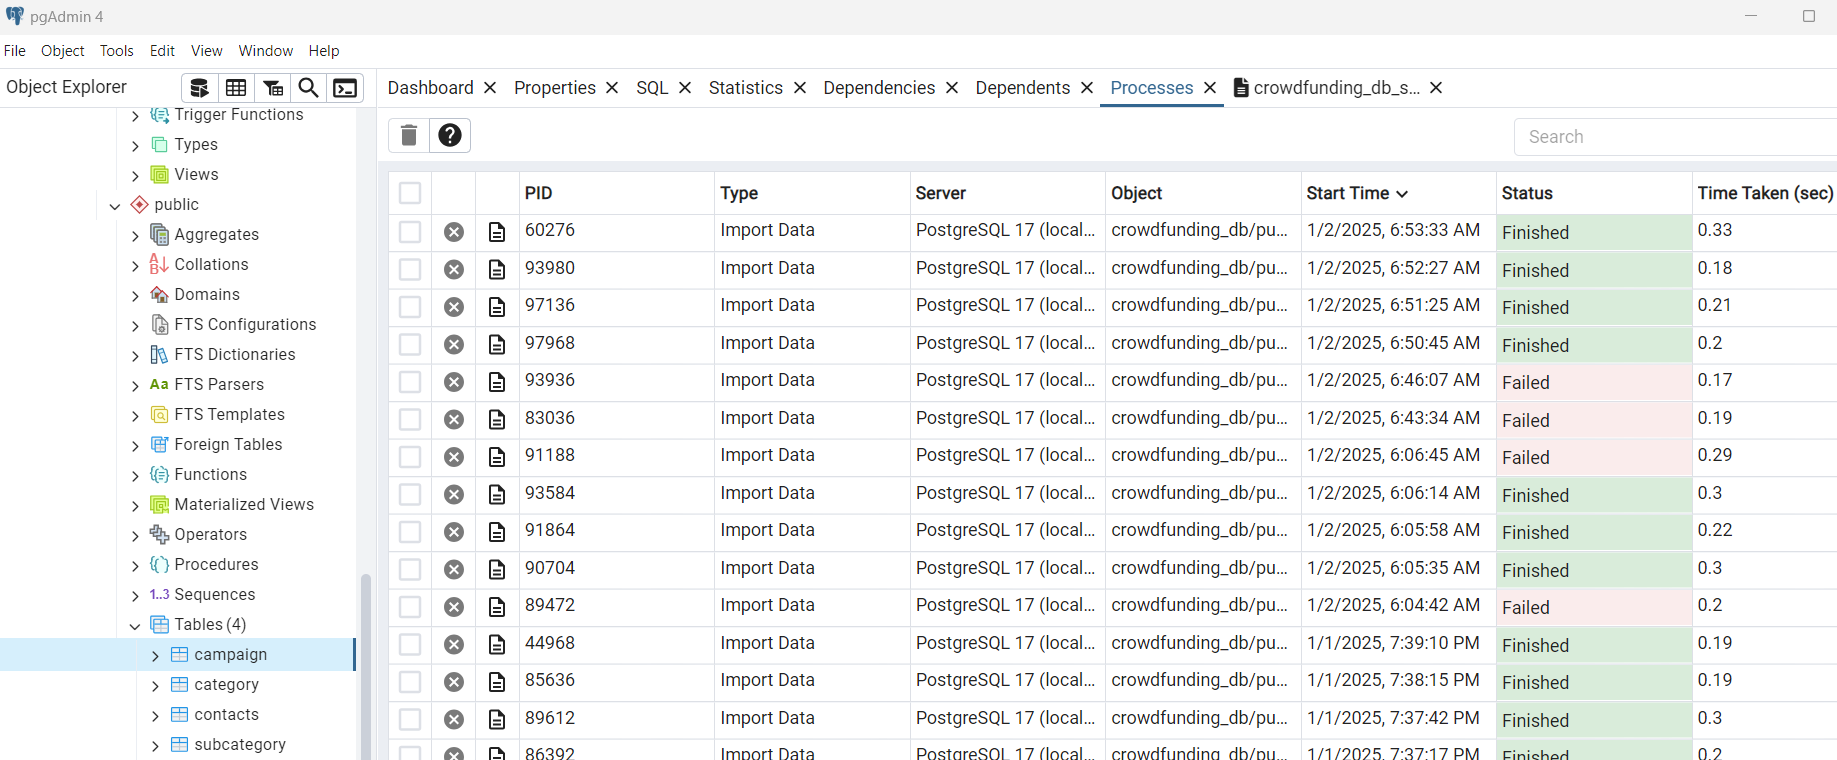 pgAdmin 4
File Object Tools Edit View Window Help
Object Explorer
Trigger Functions
Types
Views
public
Aggregates
Collations
Domains
FTS Configurations
FTS Dictionaries
Aa FTS Parsers
FTS Templates
Foreign Tables
Functions
Materialized Views
Operators
Procedures
1..3 Sequences
Tables (4)
campaign
category
contacts
subcategory
Dashboard Properties SQL Statistics Dependencies Dependents Processes crowdfunding_db_s...
Search
PID Type Server Object Start Time Status Time Taken (sec)
60276 Import Data PostgreSQL 17 (local... crowdfunding_db/pu... 1/2/2025, 6:53:33 AM Finished 0.33
93980 Import Data PostgreSQL 17 (local... crowdfunding_db/pu... 1/2/2025, 6:52:27 AM Finished 0.18
97136 Import Data PostgreSQL 17 (local... crowdfunding_db/pu... 1/2/2025, 6:51:25 AM Finished 0.21
97968 Import Data PostgreSQL 17 (local... crowdfunding_db/pu... 1/2/2025, 6:50:45 AM Finished 0.2
93936 Import Data PostgreSQL 17 (local... crowdfunding_db/pu... 1/2/2025, 6:46:07 AM Failed 0.17
83036 Import Data PostgreSQL 17 (local... crowdfunding_db/pu... 1/2/2025, 6:43:34 AM Failed 0.19
91188 Import Data PostgreSQL 17 (local... crowdfunding_db/pu... 1/2/2025, 6:06:45 AM Failed 0.29
93584 Import Data PostgreSQL 17 (local... crowdfunding_db/pu... 1/2/2025, 6:06:14 AM Finished 0.3
91864 Import Data PostgreSQL 17 (local... crowdfunding_db/pu... 1/2/2025, 6:05:58 AM Finished 0.22
90704 Import Data PostgreSQL 17 (local... crowdfunding_db/pu... 1/2/2025, 6:05:35 AM Finished 0.3
89472 Import Data PostgreSQL 17 (local... crowdfunding_db/pu... 1/2/2025, 6:04:42 AM Failed 0.2
44968 Import Data PostgreSQL 17 (local... crowdfunding_db/pu... 1/1/2025, 7:39:10 PM Finished 0.19
85636 Import Data PostgreSQL 17 (local... crowdfunding_db/pu... 1/1/2025, 7:38:15 PM Finished 0.19
89612 Import Data PostgreSQL 17 (local... crowdfunding_db/pu... 1/1/2025, 7:37:42 PM Finished 0.3
86392 Import Data PostgreSQL 17 (local... crowdfunding_db/pu... 1/1/2025, 7:37:17 PM Finished 0.2